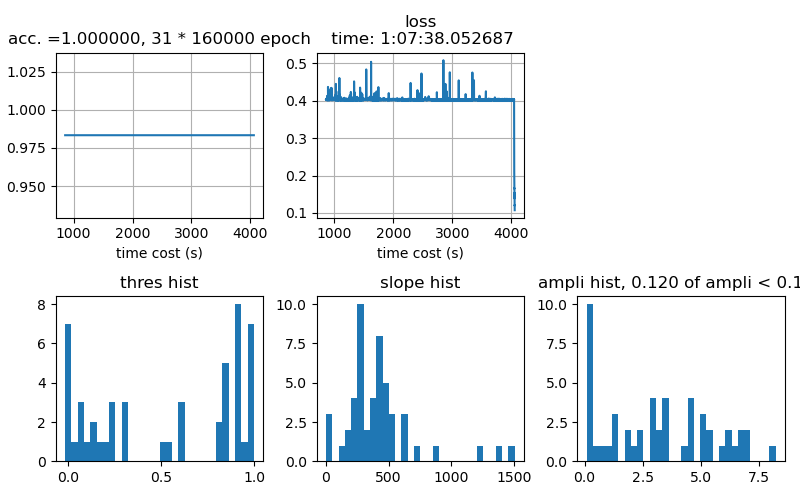 acc. =1.000000, 31 * 160000 epoch
loss
time: 1:07:38.052687
1.025
1.000
0.975
0.950
1000 2000 3000 4000
time cost (s)
0.5
0.4
0.3
0.2
0.1
1000 2000 3000 4000
time cost (s)
thres hist
8
6
4
2
0
0.0 0.5 1.0
slope hist
10.0
7.5
5.0
2.5
0.0
0 500 1000 1500
ampli hist, 0.120 of ampli < 0.1
10.0
7.5
5.0
2.5
0.0
0.0 2.5 5.0 7.5